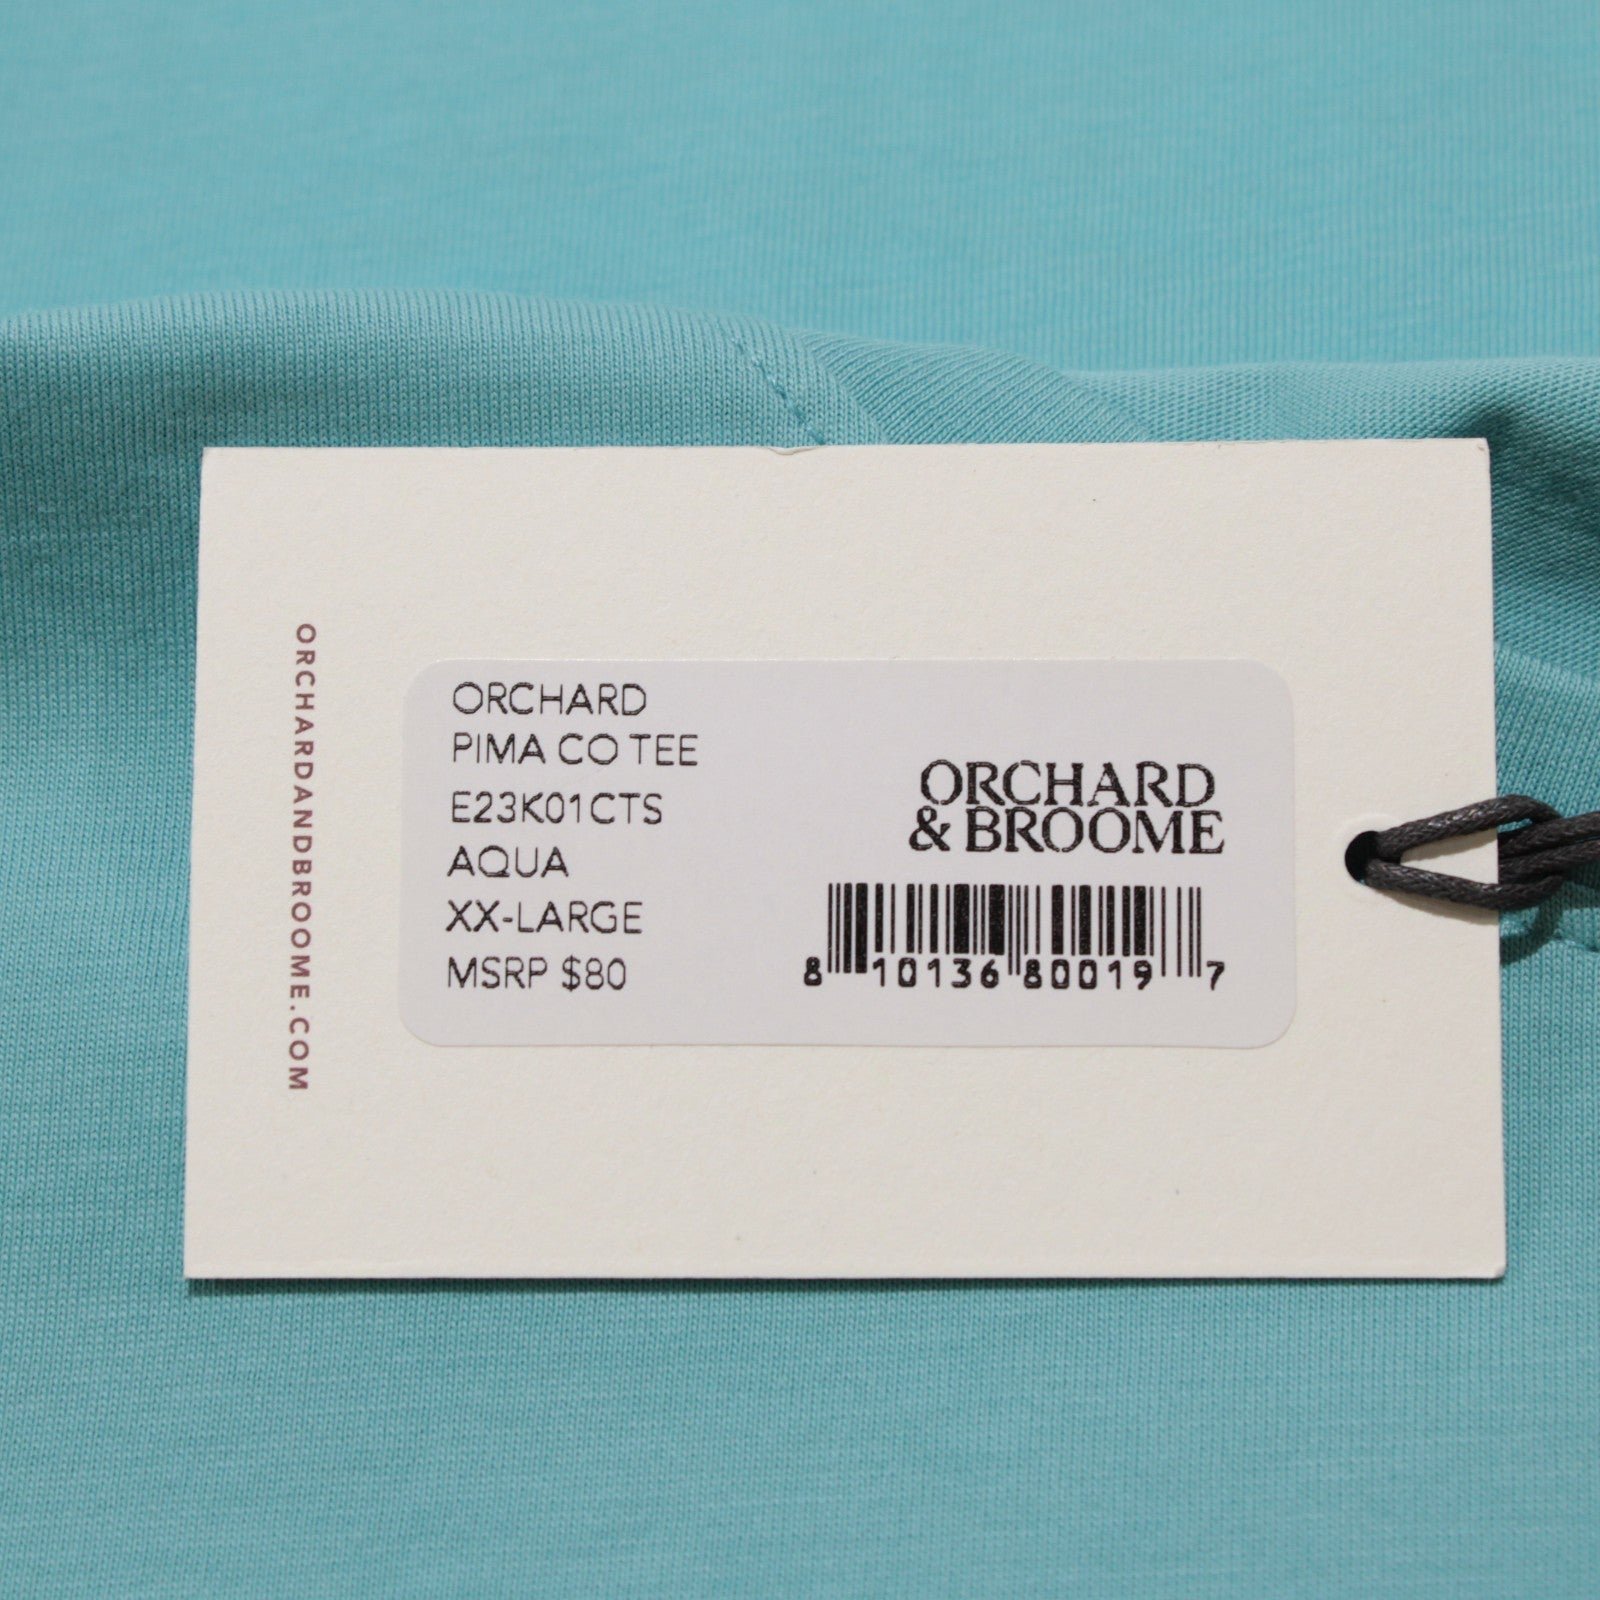 ORCHARDANDBROOME.COM
ORCHARD
PIMA CO TEE
E23K01CTS
AQUA
XX-LARGE
MSRP $80
ORCHARD
& BROOME
8 10136 80019 7